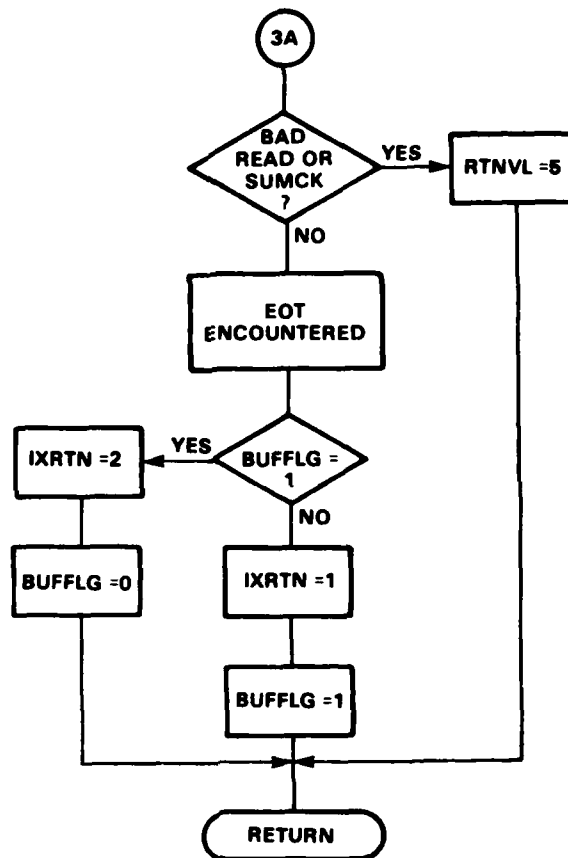 3A
BAD
READ OR
SUMCK
?
YES
RTNVL =5
NO
EOT
ENCOUNTERED
YES
IXRTN =2
BUFFLG =
1
NO
BUFFLG =0
IXRTN =1
BUFFLG =1
RETURN